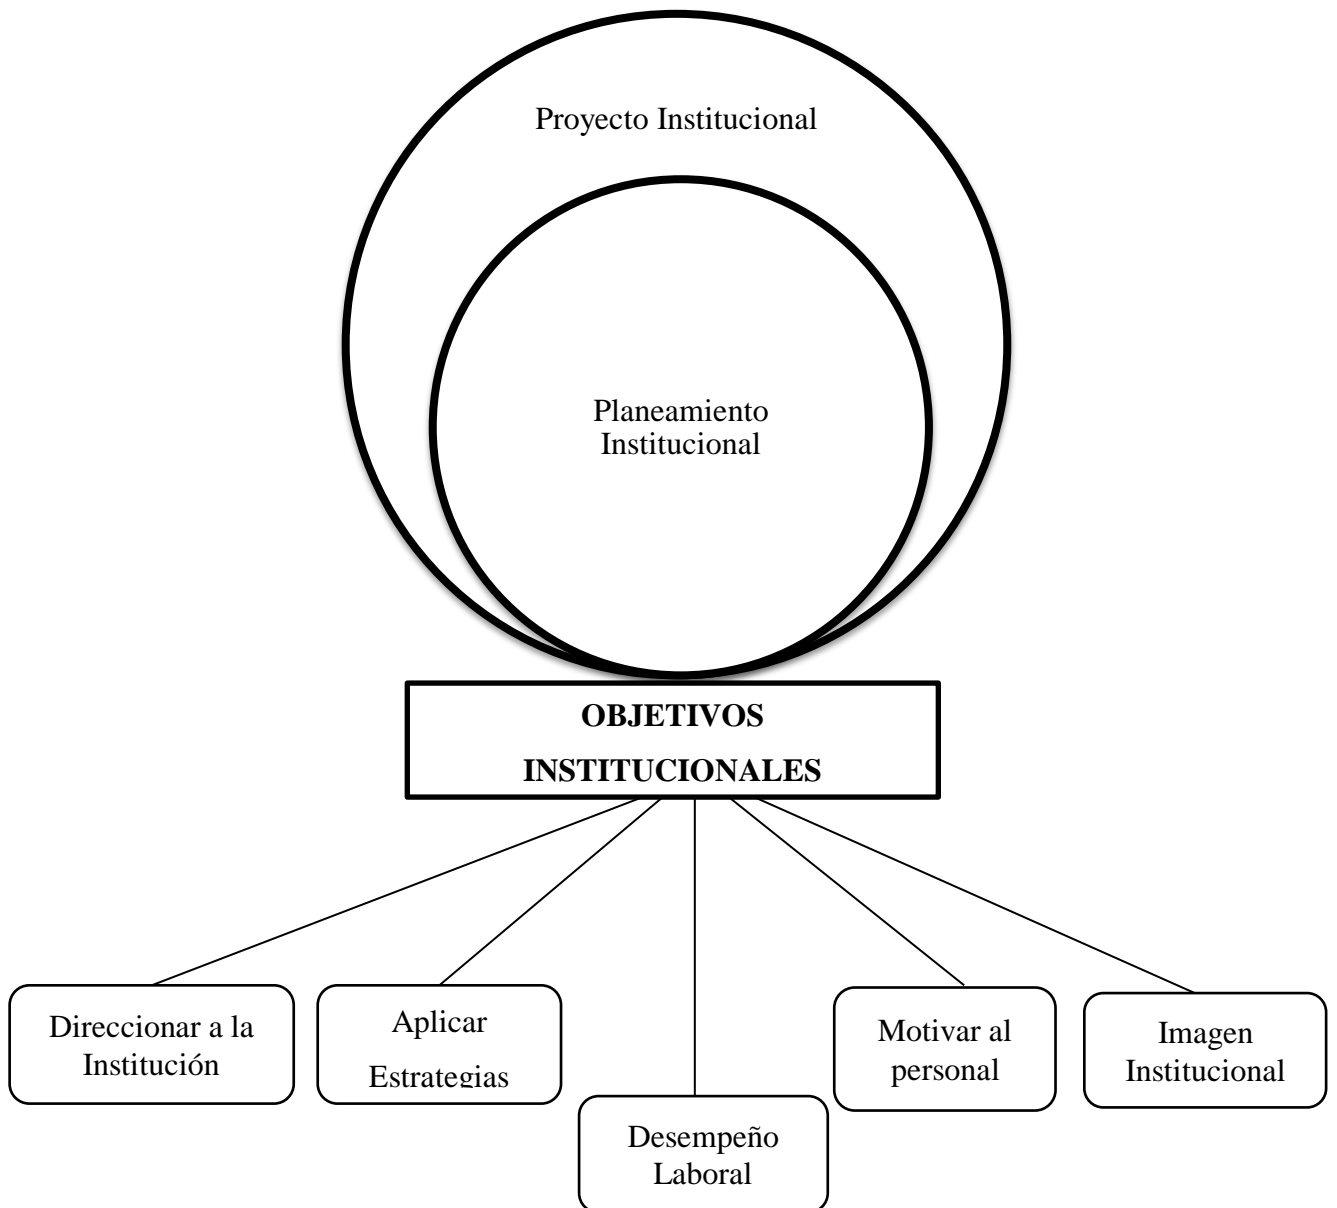 Proyecto Institucional
Planeamiento
Institucional
OBJETIVOS
INSTITUCIONALES
Direccionar a la
Institución
Aplicar
Estrategias
Desempeño
Laboral
Motivar al
personal
Imagen
Institucional